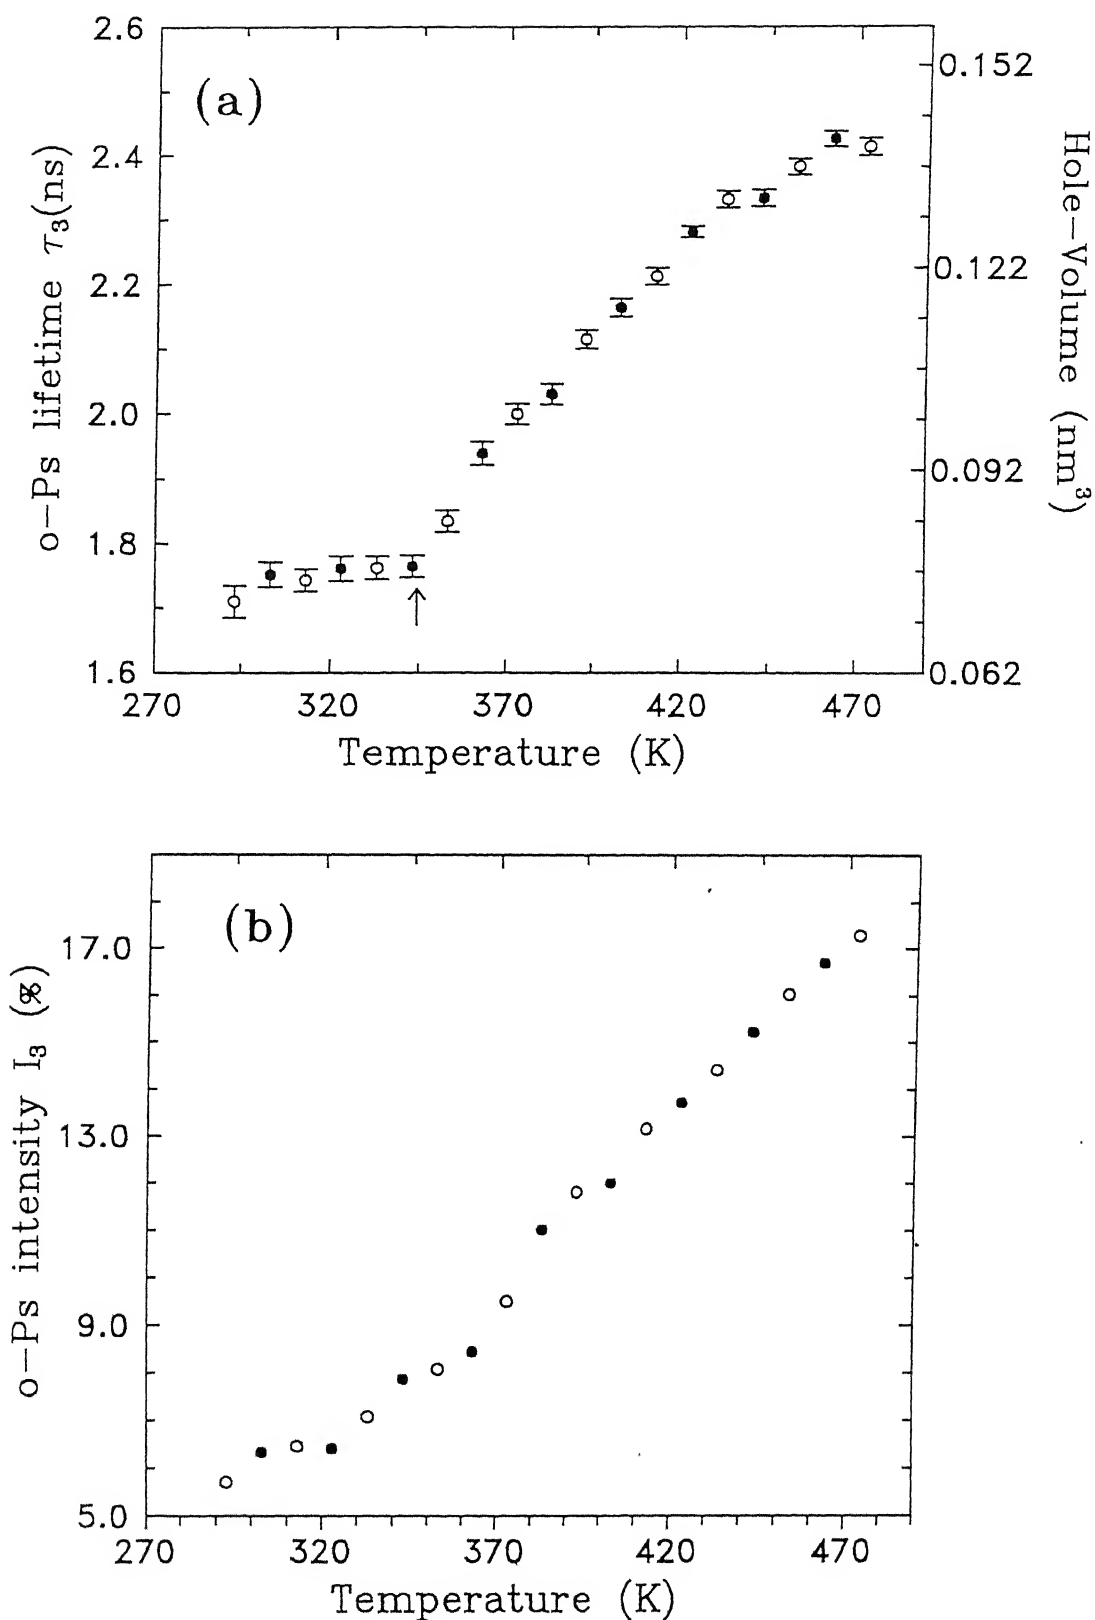 (a)
o-Ps lifetime τ₃(ns)
2.6
2.4
2.2
2.0
1.8
1.6
0.152
0.122
0.092
0.062
Hole-Volume (nm³)
270 320 370 420 470
Temperature (K)
(b)
o-Ps intensity I₃ (%)
17.0
13.0
9.0
5.0
270 320 370 420 470
Temperature (K)